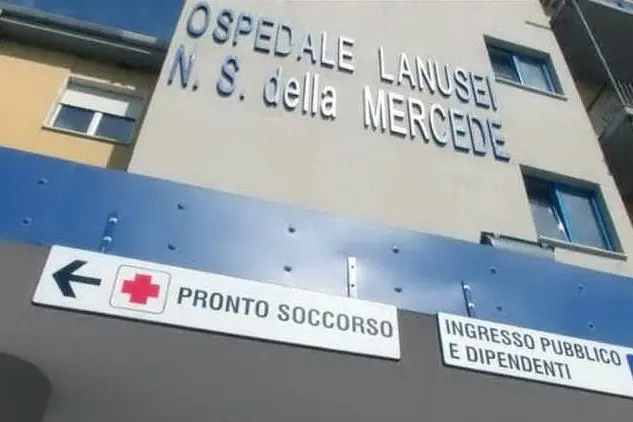 OSPEDALE LANUSEI
N. S. della MERCEDE
PRONTO SOCCORSO
INGRESSO PUBBLICO
E DIPENDENTI